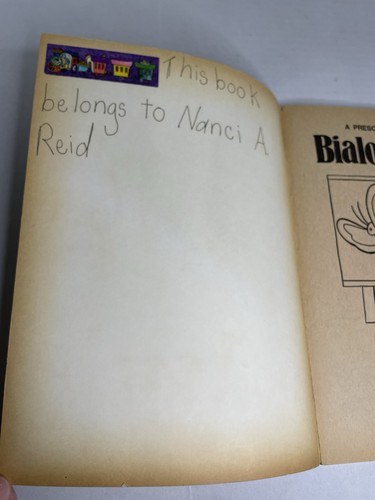 This book
belongs to Nanci A
Reid
A PRESC
Bialo